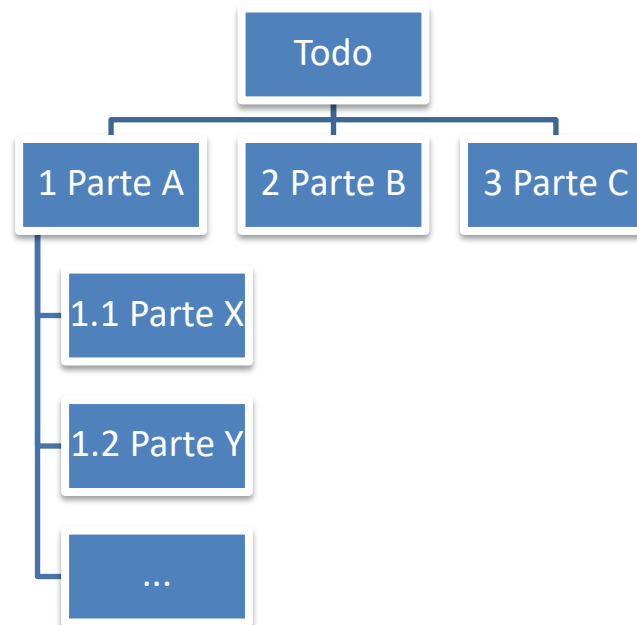 Todo
1 Parte A
2 Parte B
3 Parte C
1.1 Parte X
1.2 Parte Y
...